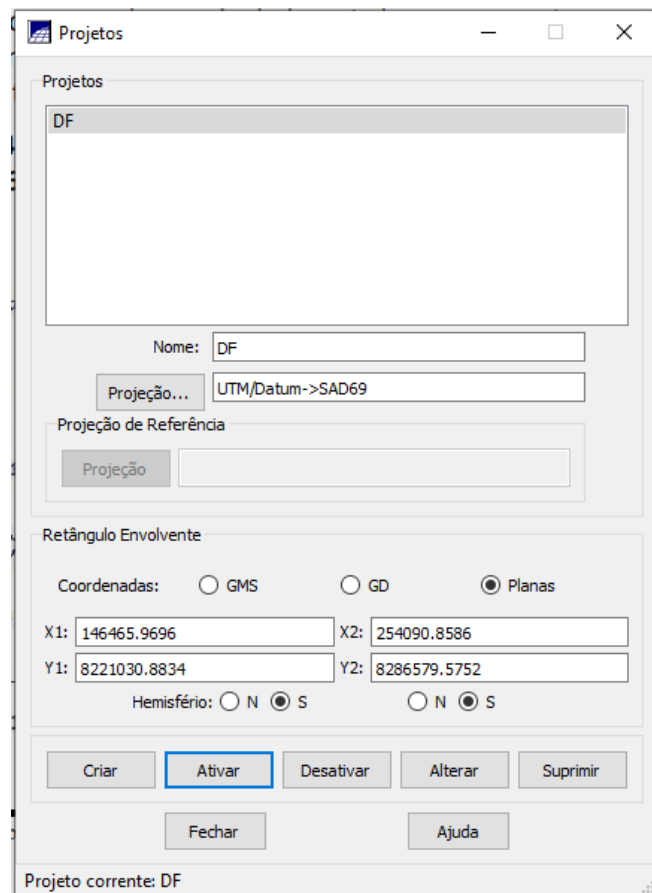 Projetos
Projetos
DF
Nome: DF
Projeção... UTM/Datum->SAD69
Projeção de Referência
Projeção
Retângulo Envolvente
Coordenadas: GMS GD Planas
X1: 146465.9696 X2: 254090.8586
Y1: 8221030.8834 Y2: 8286579.5752
Hemisfério: N S N S
Criar Ativar Desativar Alterar Suprimir
Fechar Ajuda
Projeto corrente: DF